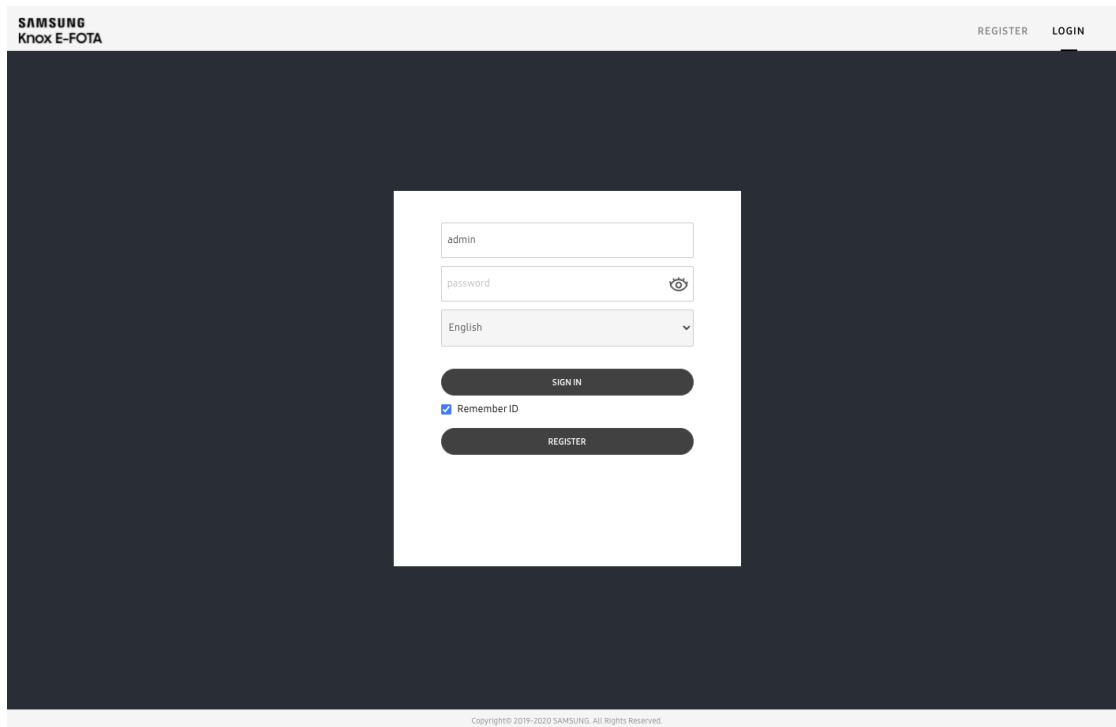 SAMSUNG
Knox E-FOTA
REGISTER LOGIN
admin
password
English
SIGN IN
Remember ID
REGISTER
Copyright© 2019-2020 SAMSUNG. All Rights Reserved.